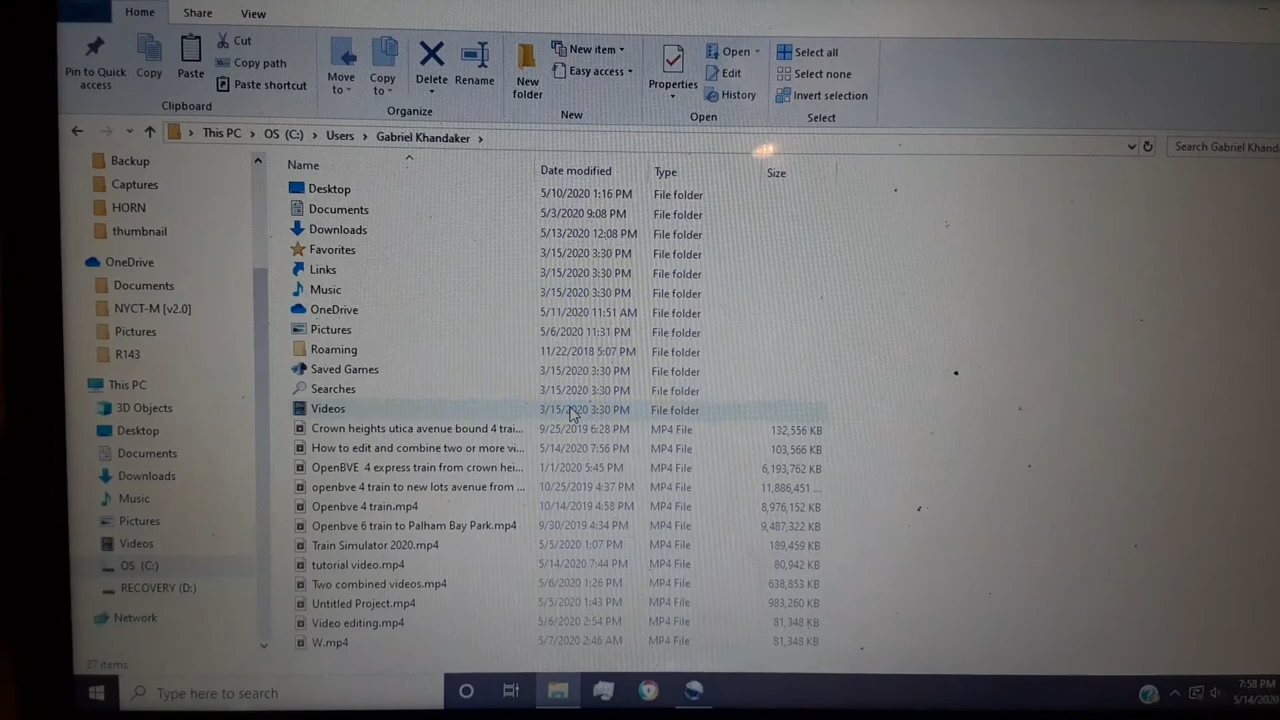 Home Share View
Pin to Quick access
Copy
Paste
Cut
Copy path
Paste shortcut
Clipboard
Move to
Copy to
Delete
Rename
Organize
New folder
New item
Easy access
New
Properties
Open
Edit
History
Open
Select all
Select none
Invert selection
Select
This PC > OS (C:) > Users > Gabriel Khandaker >
Search Gabriel Khand
Backup
Captures
HORN
thumbnail
OneDrive
Documents
NYCT-M [v2.0]
Pictures
R143
This PC
3D Objects
Desktop
Documents
Downloads
Music
Pictures
Videos
OS (C:)
RECOVERY (D:)
Network
Name Date modified Type Size
Desktop 5/10/2020 1:16 PM File folder
Documents 5/3/2020 9:08 PM File folder
Downloads 5/13/2020 12:08 PM File folder
Favorites 3/15/2020 3:30 PM File folder
Links 3/15/2020 3:30 PM File folder
Music 3/15/2020 3:30 PM File folder
OneDrive 5/11/2020 11:51 AM File folder
Pictures 5/6/2020 11:31 PM File folder
Roaming 11/22/2018 5:07 PM File folder
Saved Games 3/15/2020 3:30 PM File folder
Searches 3/15/2020 3:30 PM File folder
Videos 3/15/2020 3:30 PM File folder
Crown heights utica avenue bound 4 trai... 9/25/2019 6:28 PM MP4 File 132,556 KB
How to edit and combine two or more vi... 5/14/2020 7:56 PM MP4 File 103,566 KB
OpenBVE 4 express train from crown hei... 1/1/2020 5:45 PM MP4 File 6,193,762 KB
openbve 4 train to new lots avenue from ... 10/25/2019 4:37 PM MP4 File 11,886,451 ...
Openbve 4 train.mp4 10/14/2019 4:58 PM MP4 File 8,976,152 KB
Openbve 6 train to Palham Bay Park.mp4 9/30/2019 4:34 PM MP4 File 9,487,322 KB
Train Simulator 2020.mp4 5/5/2020 1:07 PM MP4 File 189,459 KB
tutorial video.mp4 5/14/2020 7:44 PM MP4 File 80,942 KB
Two combined videos.mp4 5/6/2020 1:26 PM MP4 File 638,853 KB
Untitled Project.mp4 5/5/2020 1:43 PM MP4 File 983,260 KB
Video editing.mp4 5/6/2020 2:54 PM MP4 File 81,348 KB
W.mp4 5/7/2020 2:46 AM MP4 File 81,348 KB
27 items
Type here to search
7:58 PM
5/14/2020